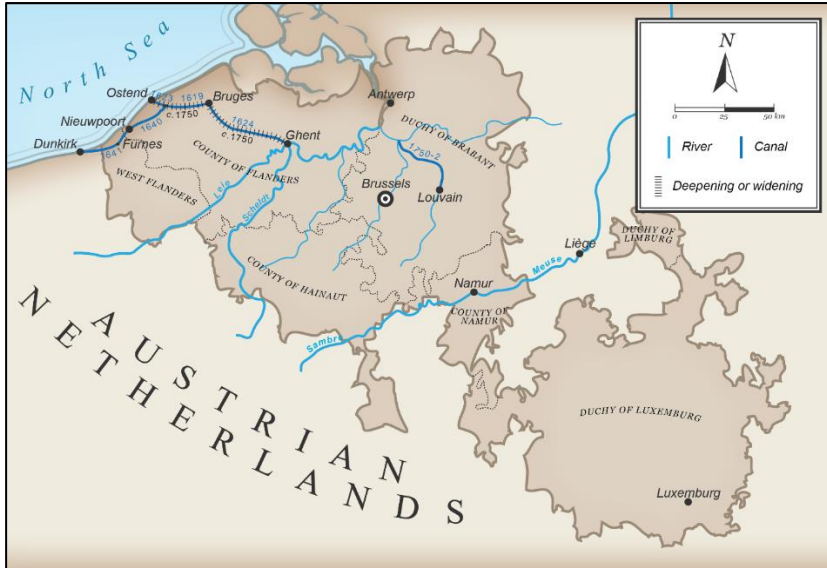 North Sea
Ostend
1623
1619
c. 1750
Bruges
Nieuwpoort
1640
Dunkirk
1641
Furnes
1624
c. 1750
Ghent
Antwerp
DUCHY OF BRABANT
COUNTY OF FLANDERS
WEST FLANDERS
Leie
Scheldt
1750-2
Brussels
Louvain
COUNTY OF HAINAUT
Namur
Meuse
Liège
DUCHY OF LIMBURG
COUNTY OF NAMUR
Sambre
AUSTRIAN
NETHERLANDS
DUCHY OF LUXEMBURG
Luxemburg
N
0 25 50 km
River Canal
Deepening or widening